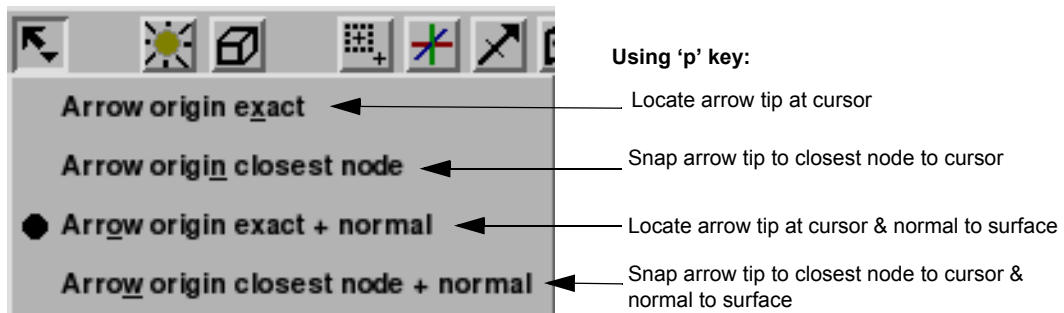 Using ‘p’ key:
Arrow origin exact
Locate arrow tip at cursor
Arrow origin closest node
Snap arrow tip to closest node to cursor
Arrow origin exact + normal
Locate arrow tip at cursor & normal to surface
Arrow origin closest node + normal
Snap arrow tip to closest node to cursor &
normal to surface